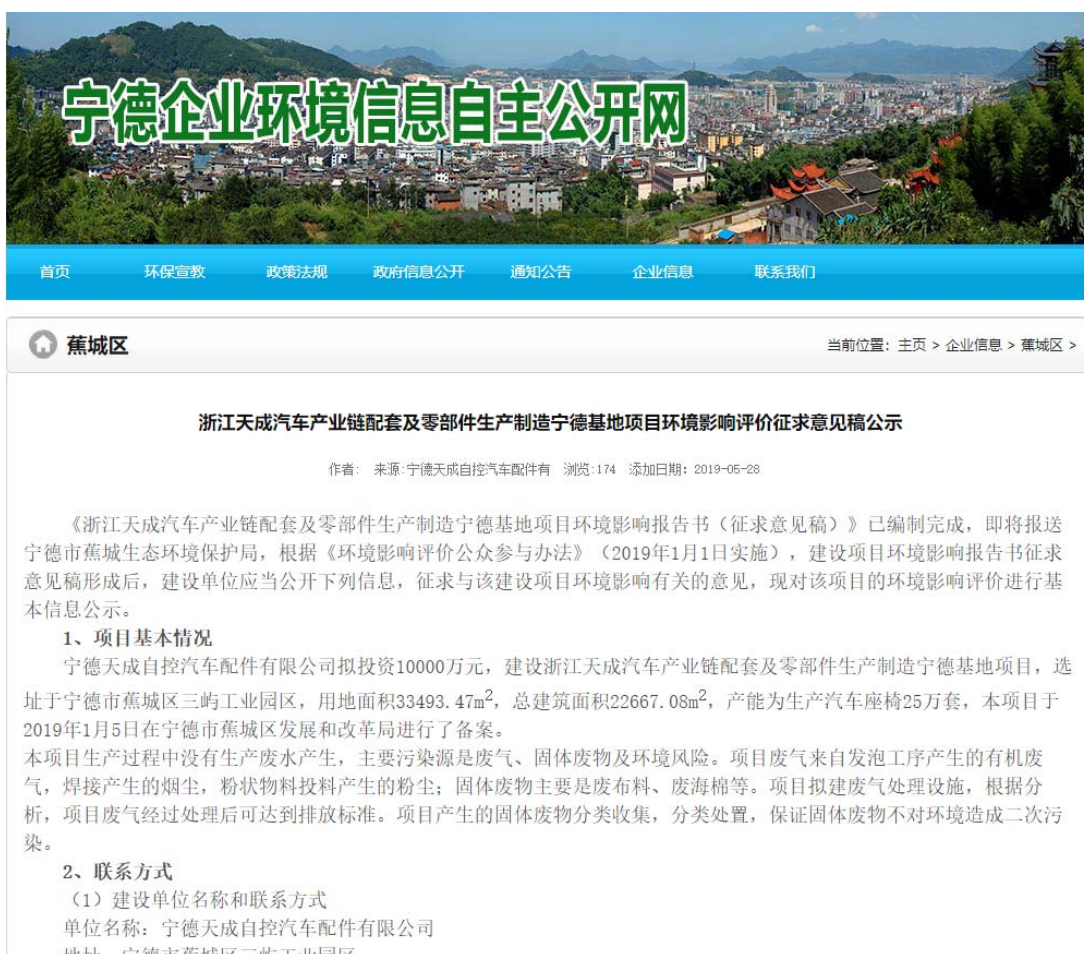 宁德企业环境信息自主公开网
首页 环保宣教 政策法规 政府信息公开 通知公告 企业信息 联系我们
蕉城区 当前位置：主页 > 企业信息 > 蕉城区 >
浙江天成汽车产业链配套及零部件生产制造宁德基地项目环境影响评价征求意见稿公示
作者： 来源:宁德天成自控汽车配件有 浏览:174 添加日期：2019-05-28
《浙江天成汽车产业链配套及零部件生产制造宁德基地项目环境影响报告书（征求意见稿）》已编制完成，即将报送
宁德市蕉城生态环境保护局，根据《环境影响评价公众参与办法》（2019年1月1日实施），建设项目环境影响报告书征求
意见稿形成后，建设单位应当公开下列信息，征求与该建设项目环境影响有关的意见，现对该项目的环境影响评价进行基
本信息公示。
1、项目基本情况
宁德天成自控汽车配件有限公司拟投资10000万元，建设浙江天成汽车产业链配套及零部件生产制造宁德基地项目，选
址于宁德市蕉城区三屿工业园区，用地面积33493.47m²，总建筑面积22667.08m²，产能为生产汽车座椅25万套，本项目于
2019年1月5日在宁德市蕉城区发展和改革局进行了备案。
本项目生产过程中没有生产废水产生，主要污染源是废气、固体废物及环境风险。项目废气来自发泡工序产生的有机废
气，焊接产生的烟尘，粉状物料投料产生的粉尘；固体废物主要是废布料、废海棉等。项目拟建废气处理设施，根据分
析，项目废气经过处理后可达到排放标准。项目产生的固体废物分类收集，分类处置，保证固体废物不对环境造成二次污
染。
2、联系方式
（1）建设单位名称和联系方式
单位名称：宁德天成自控汽车配件有限公司
地址：宁德市蕉城区三屿工业园区